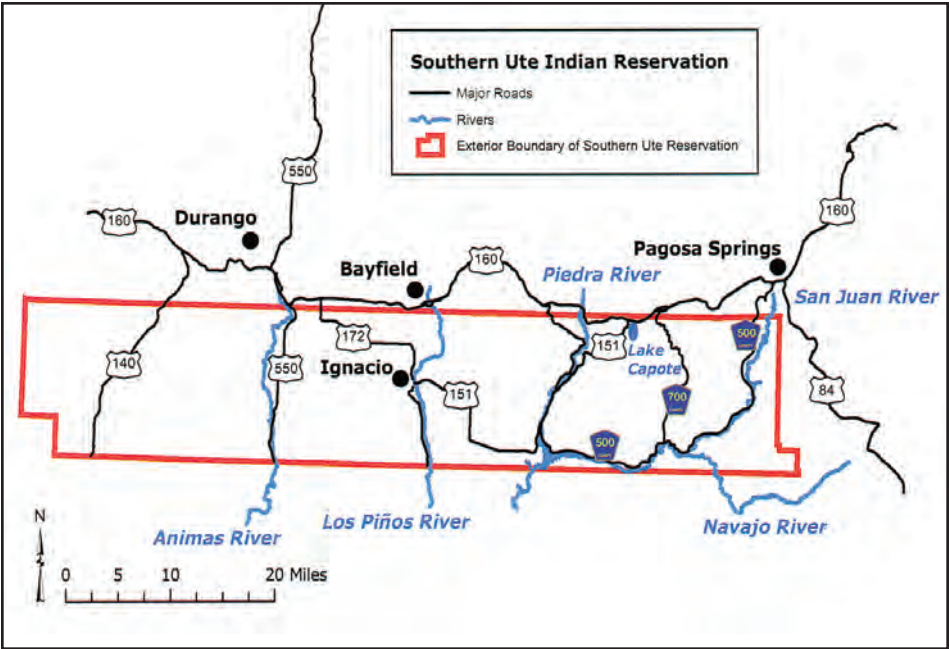 Southern Ute Indian Reservation
Major Roads
Rivers
Exterior Boundary of Southern Ute Reservation
550
160
Durango
160
Pagosa Springs
160
Bayfield
Piedra River
San Juan River
172
151
Lake
Capote
500
140
550
Ignacio
151
700
84
500
Animas River
Los Piños River
Navajo River
N
0 5 10 20 Miles